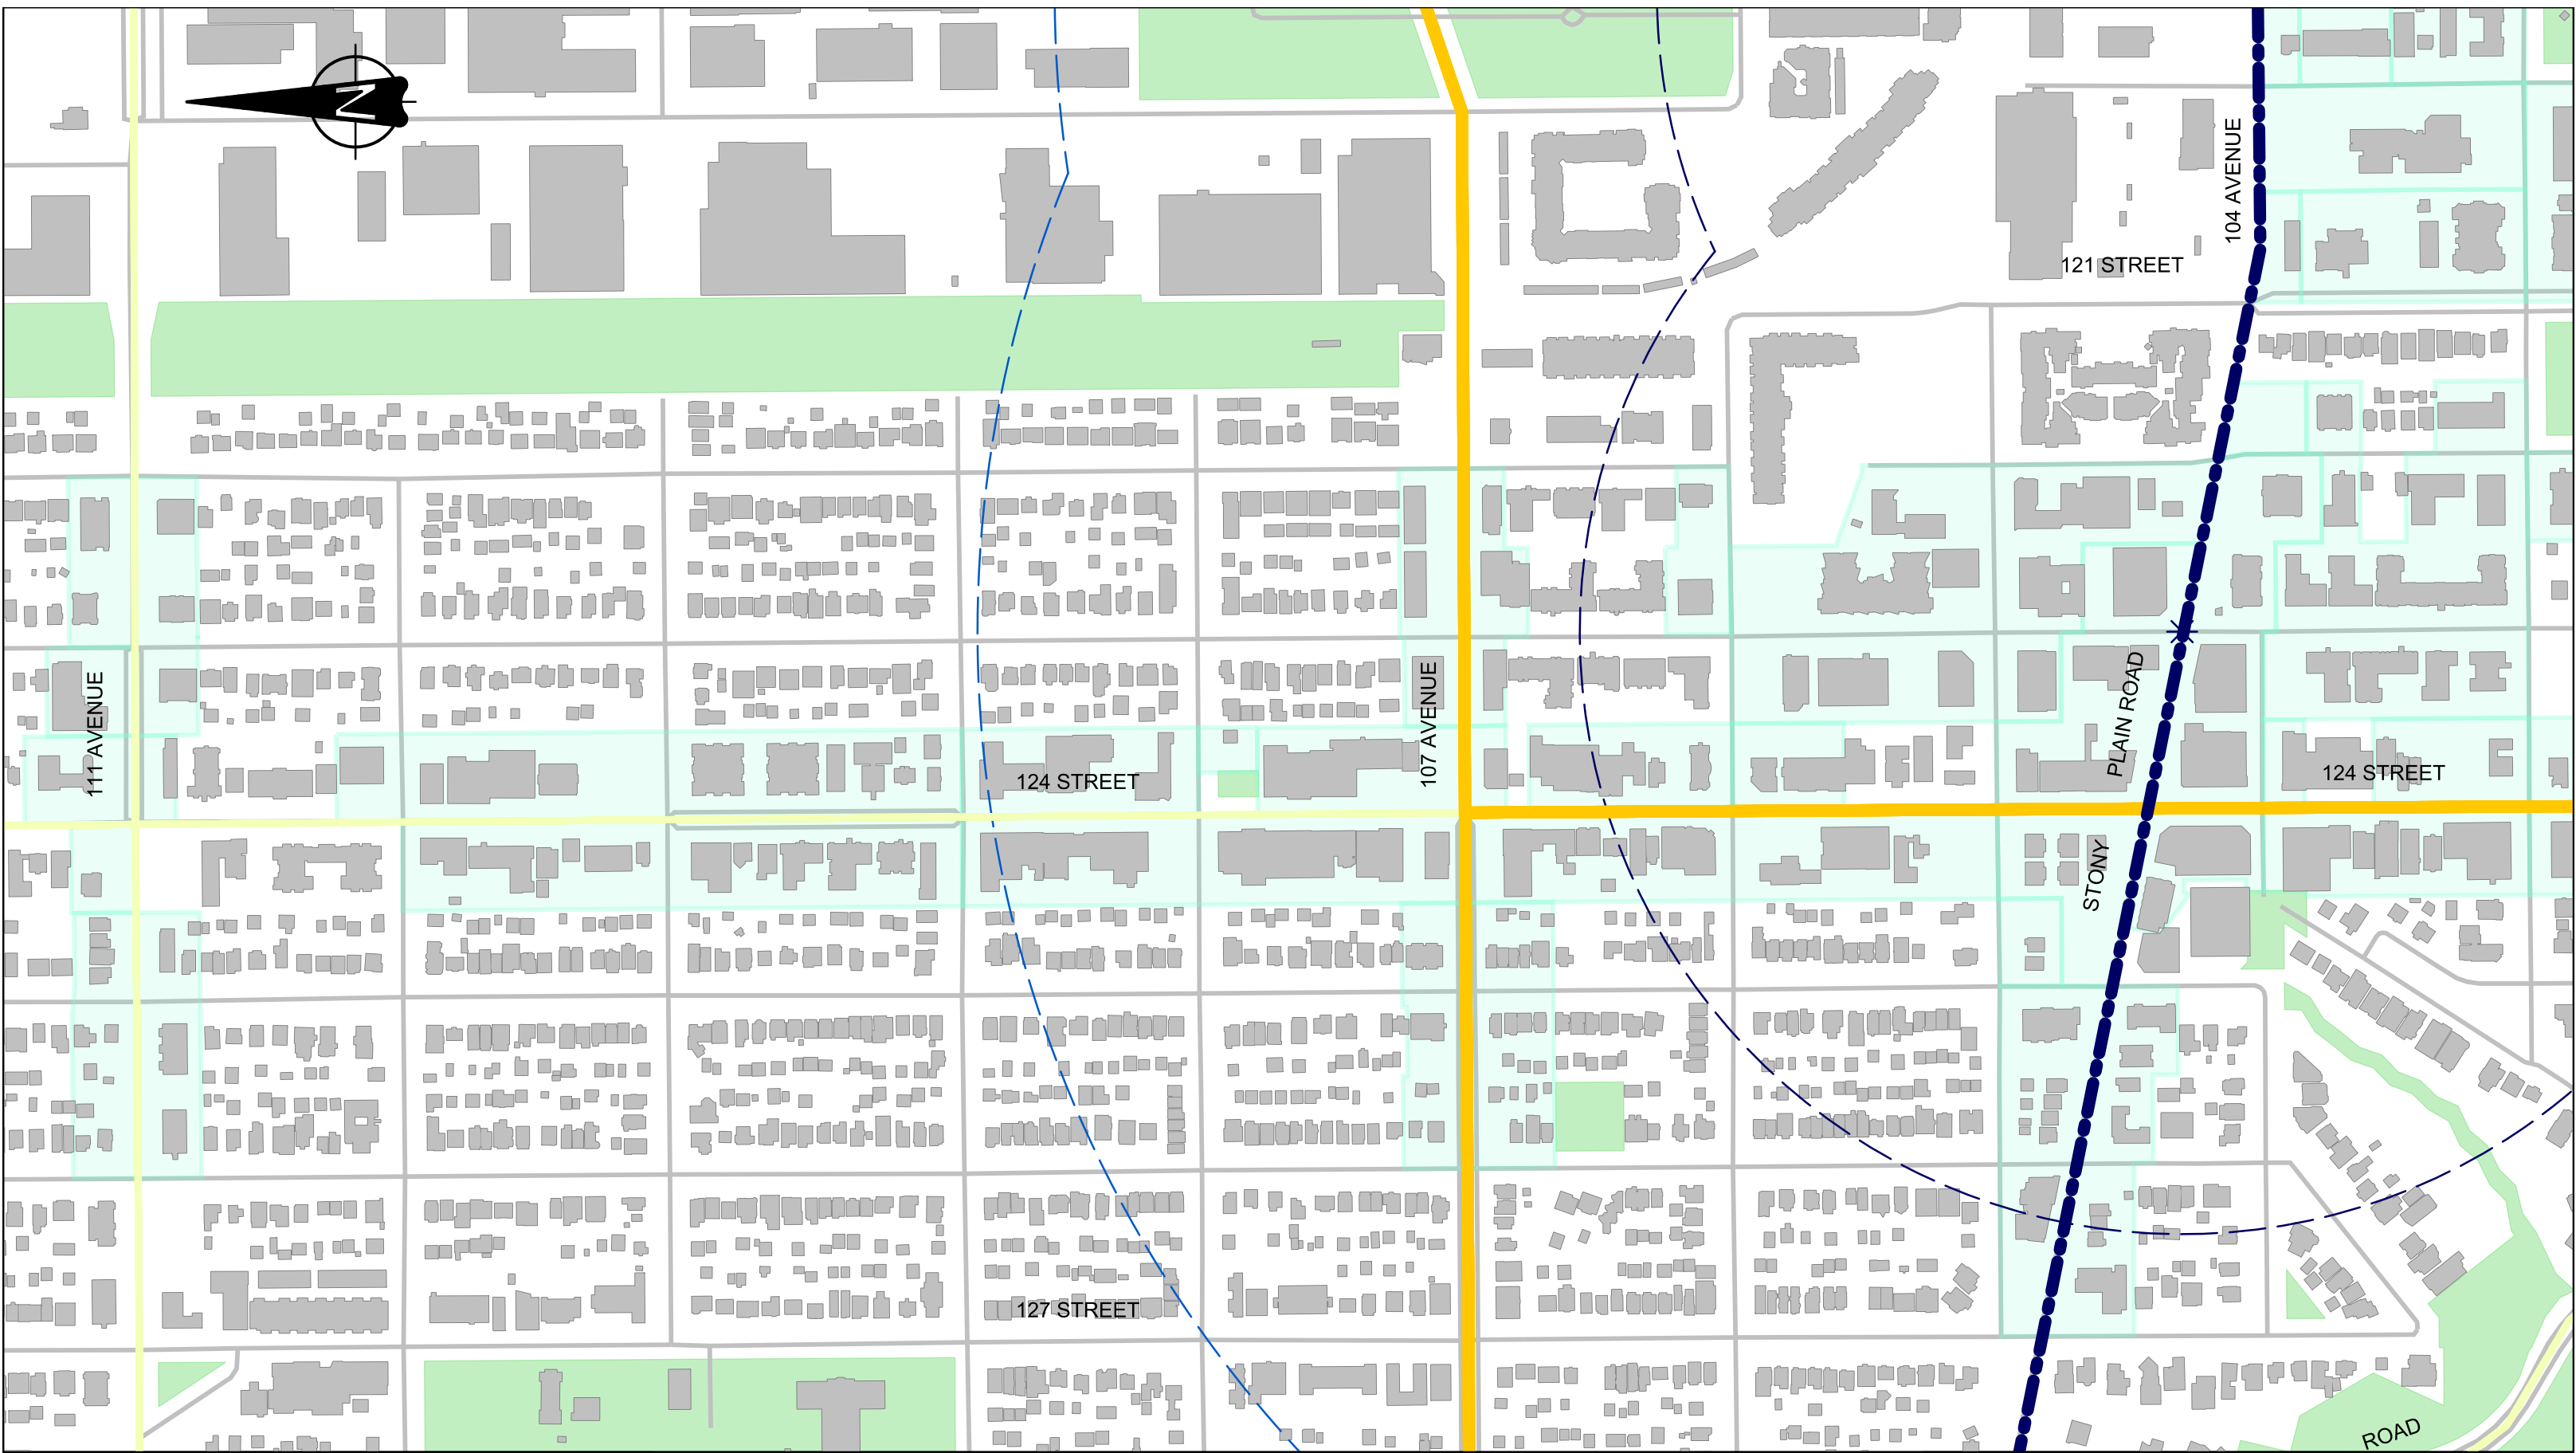 N
104 AVENUE
121 STREET
111 AVENUE
107 AVENUE
PLAIN ROAD
124 STREET
124 STREET
STONY
127 STREET
ROAD